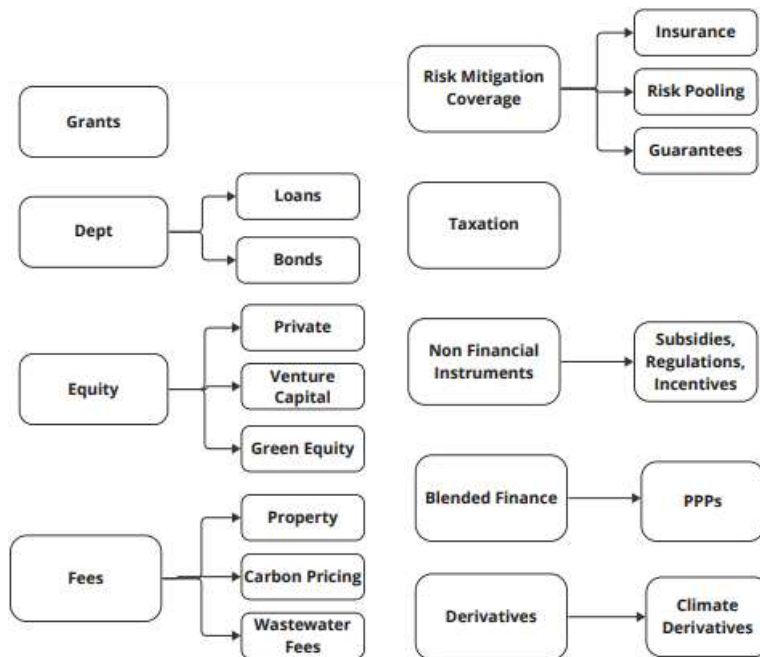 Grants
Dept
Loans
Bonds
Equity
Private
Venture
Capital
Green Equity
Fees
Property
Carbon Pricing
Wastewater
Fees
Risk Mitigation
Coverage
Insurance
Risk Pooling
Guarantees
Taxation
Non Financial
Instruments
Subsidies,
Regulations,
Incentives
Blended Finance
PPPs
Derivatives
Climate
Derivatives